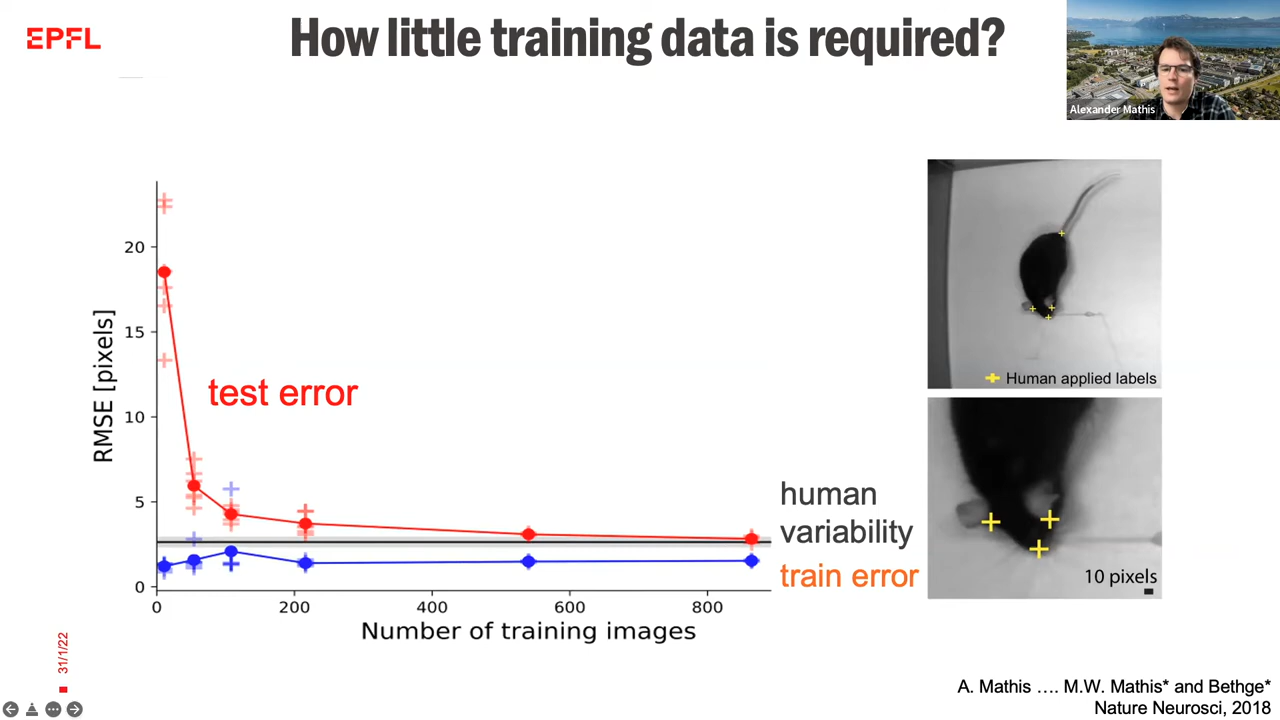 EPFL
How little training data is required?
Alexander Mathis
RMSE [pixels]
20
15
10
5
0
0
200
400
600
800
Number of training images
test error
human
variability
train error
Human applied labels
10 pixels
31/1/22
A. Mathis …. M.W. Mathis* and Bethge*
Nature Neurosci, 2018